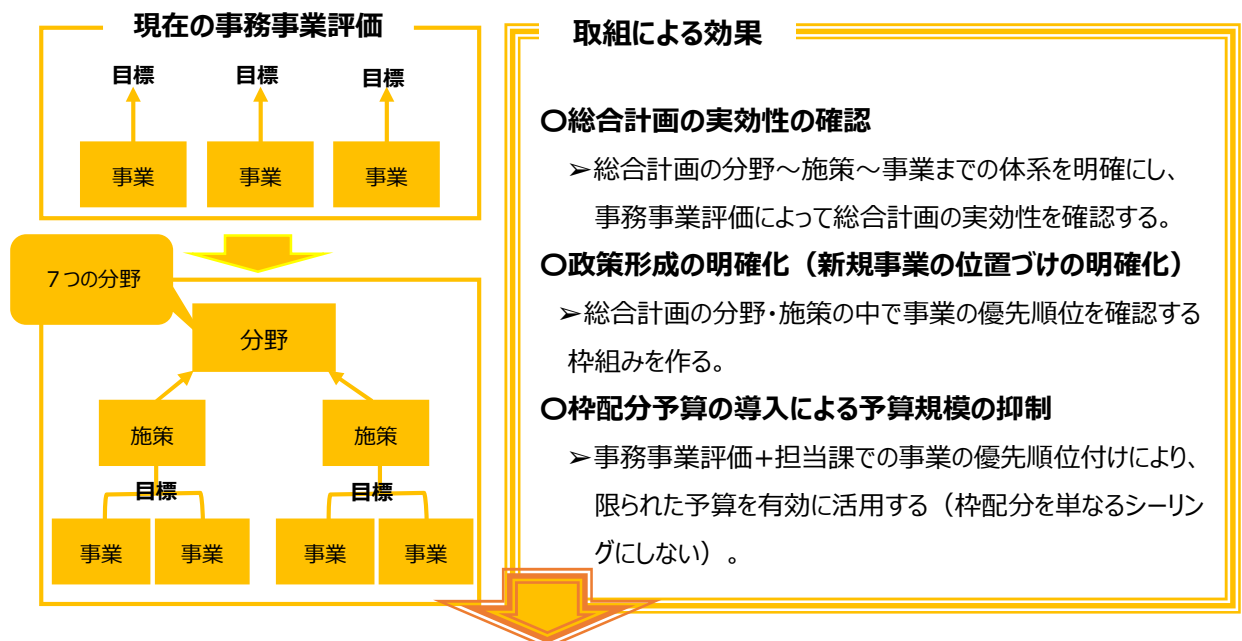 現在の事務事業評価
目標 目標 目標
事業 事業 事業
7つの分野
分野
施策 施策
目標 目標
事業 事業 事業 事業
取組による効果
○総合計画の実効性の確認
➢総合計画の分野～施策～事業までの体系を明確にし、
事務事業評価によって総合計画の実効性を確認する。
○政策形成の明確化（新規事業の位置づけの明確化）
➢総合計画の分野・施策の中で事業の優先順位を確認する
枠組みを作る。
○枠配分予算の導入による予算規模の抑制
➢事務事業評価+担当課での事業の優先順位付けにより、
限られた予算を有効に活用する（枠配分を単なるシーリン
グにしない）。